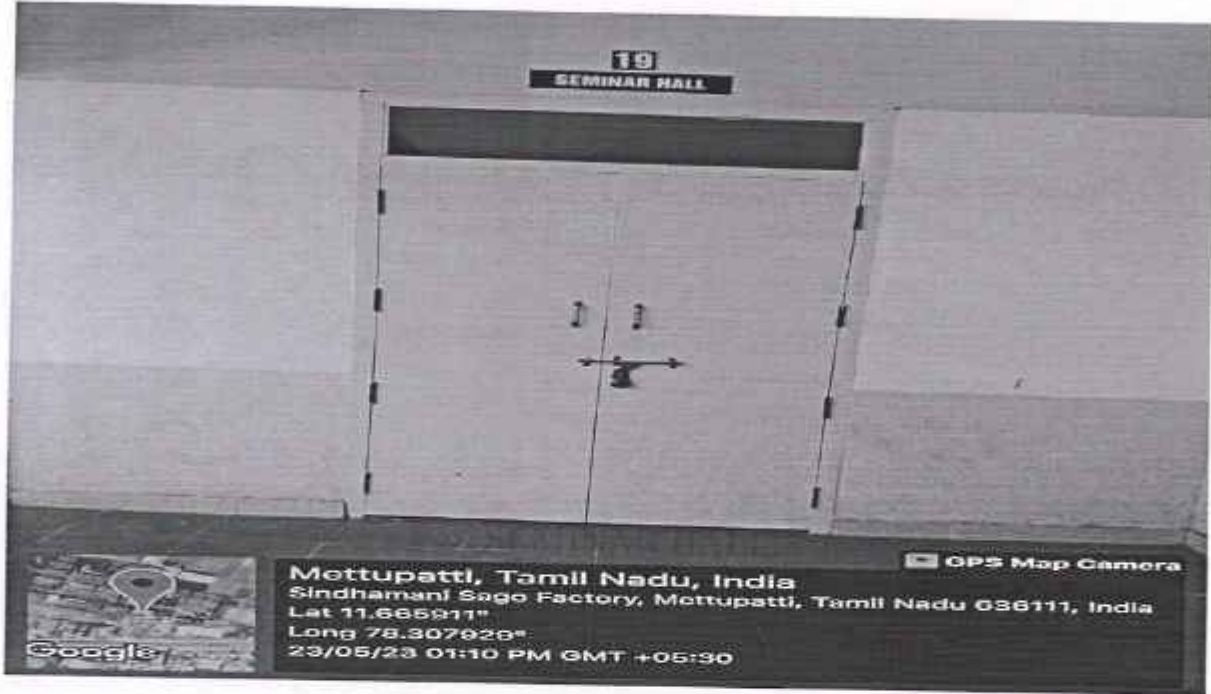 19
SEMINAR HALL
GPS Map Camera
Mettupatti, Tamil Nadu, India
Sindhamani Sago Factory, Mettupatti, Tamil Nadu 636111, India
Lat 11.665911°
Long 78.307929°
23/05/23 01:10 PM GMT +05:30
Google